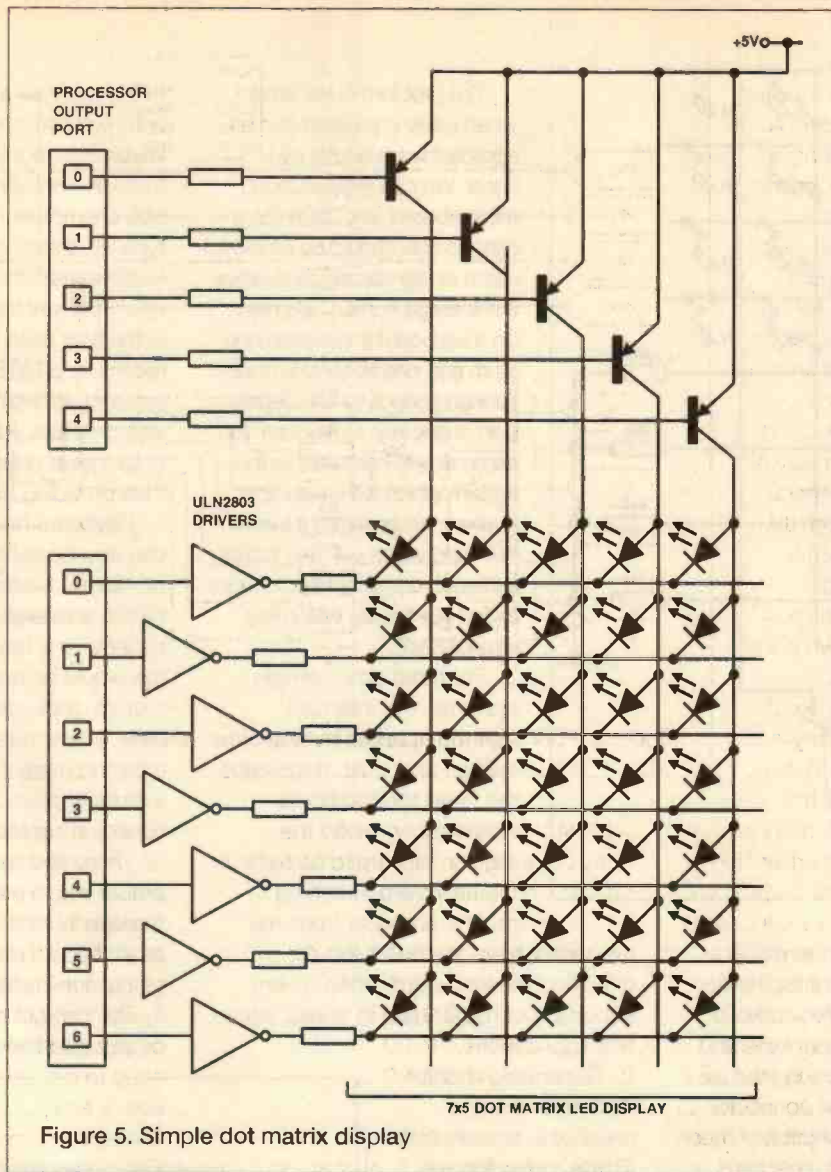 +5V
PROCESSOR
OUTPUT
PORT
0
1
2
3
4
ULN2803
DRIVERS
0
1
2
3
4
5
6
7x5 DOT MATRIX LED DISPLAY
Figure 5. Simple dot matrix display